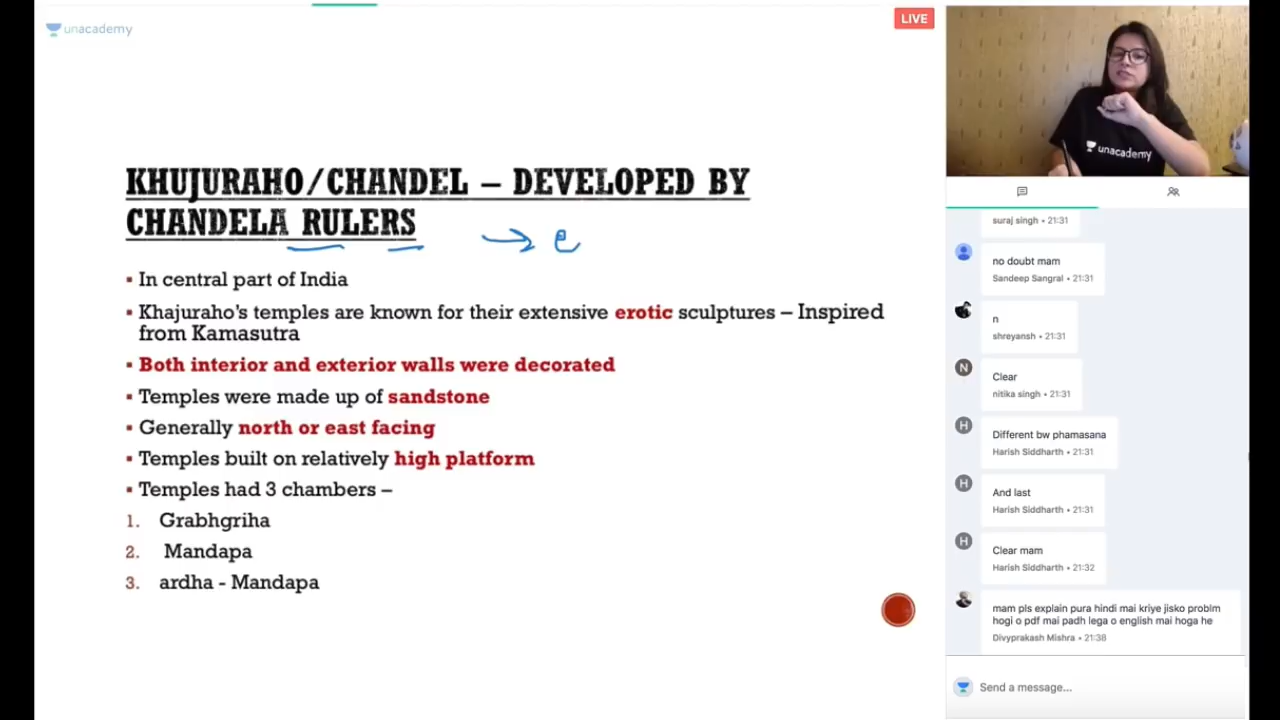 unacademy
LIVE
KHUJURAHO/CHANDEL – DEVELOPED BY
CHANDELA RULERS
→ e
▪ In central part of India
▪ Khajuraho's temples are known for their extensive erotic sculptures – Inspired
from Kamasutra
▪ Both interior and exterior walls were decorated
▪ Temples were made up of sandstone
▪ Generally north or east facing
▪ Temples built on relatively high platform
▪ Temples had 3 chambers –
1. Grabhgriha
2. Mandapa
3. ardha - Mandapa
unacademy
suraj singh • 21:31
no doubt mam
Sandeep Sangral • 21:31
n
shreyansh • 21:31
N
Clear
nitika singh • 21:31
H
Different bw phamasana
Harish Siddharth • 21:31
H
And last
Harish Siddharth • 21:31
H
Clear mam
Harish Siddharth • 21:32
mam pls explain pura hindi mai kriye jisko problm
hogi o pdf mai padh lega o english mai hoga he
Divyprakash Mishra • 21:38
Send a message...